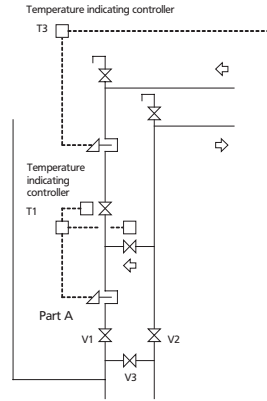 Temperature indicating controller
T3
Temperature
indicating
controller
T1
Part A
V1
V2
V3